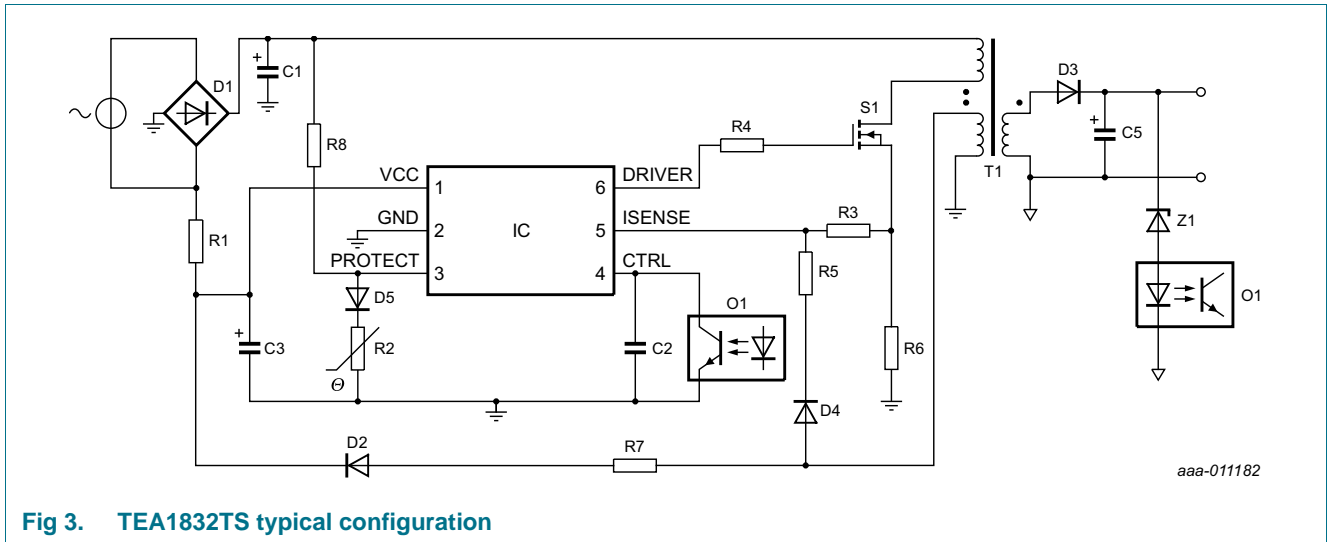 D1
+
C1
R8
R1
VCC
1
GND
2
PROTECT
3
IC
6
DRIVER
5
ISENSE
4
CTRL
R4
S1
R3
R5
R6
D5
R2
Θ
+
C3
C2
O1
D4
D2
R7
T1
D3
+
C5
Z1
O1
aaa-011182
Fig 3. TEA1832TS typical configuration